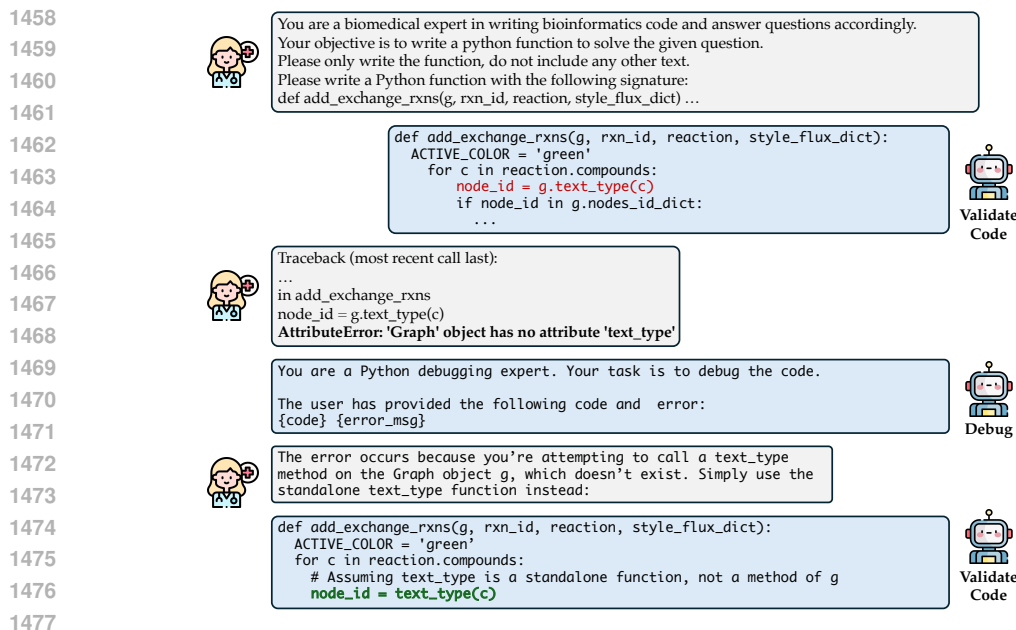 1458
1459
1460
1461
1462
1463
1464
1465
1466
1467
1468
1469
1470
1471
1472
1473
1474
1475
1476
1477
You are a biomedical expert in writing bioinformatics code and answer questions accordingly.
Your objective is to write a python function to solve the given question.
Please only write the function, do not include any other text.
Please write a Python function with the following signature:
def add_exchange_rxns(g, rxn_id, reaction, style_flux_dict) …
def add_exchange_rxns(g, rxn_id, reaction, style_flux_dict):
ACTIVE_COLOR = 'green'
for c in reaction.compounds:
node_id = g.text_type(c)
if node_id in g.nodes_id_dict:
...
Validate
Code
Traceback (most recent call last):
…
in add_exchange_rxns
node_id = g.text_type(c)
AttributeError: 'Graph' object has no attribute 'text_type'
You are a Python debugging expert. Your task is to debug the code.
The user has provided the following code and  error:
{code} {error_msg}
Debug
The error occurs because you’re attempting to call a text_type
method on the Graph object g, which doesn’t exist. Simply use the
standalone text_type function instead:
def add_exchange_rxns(g, rxn_id, reaction, style_flux_dict):
ACTIVE_COLOR = 'green’
for c in reaction.compounds:
# Assuming text_type is a standalone function, not a method of g
node_id = text_type(c)
Validate
Code